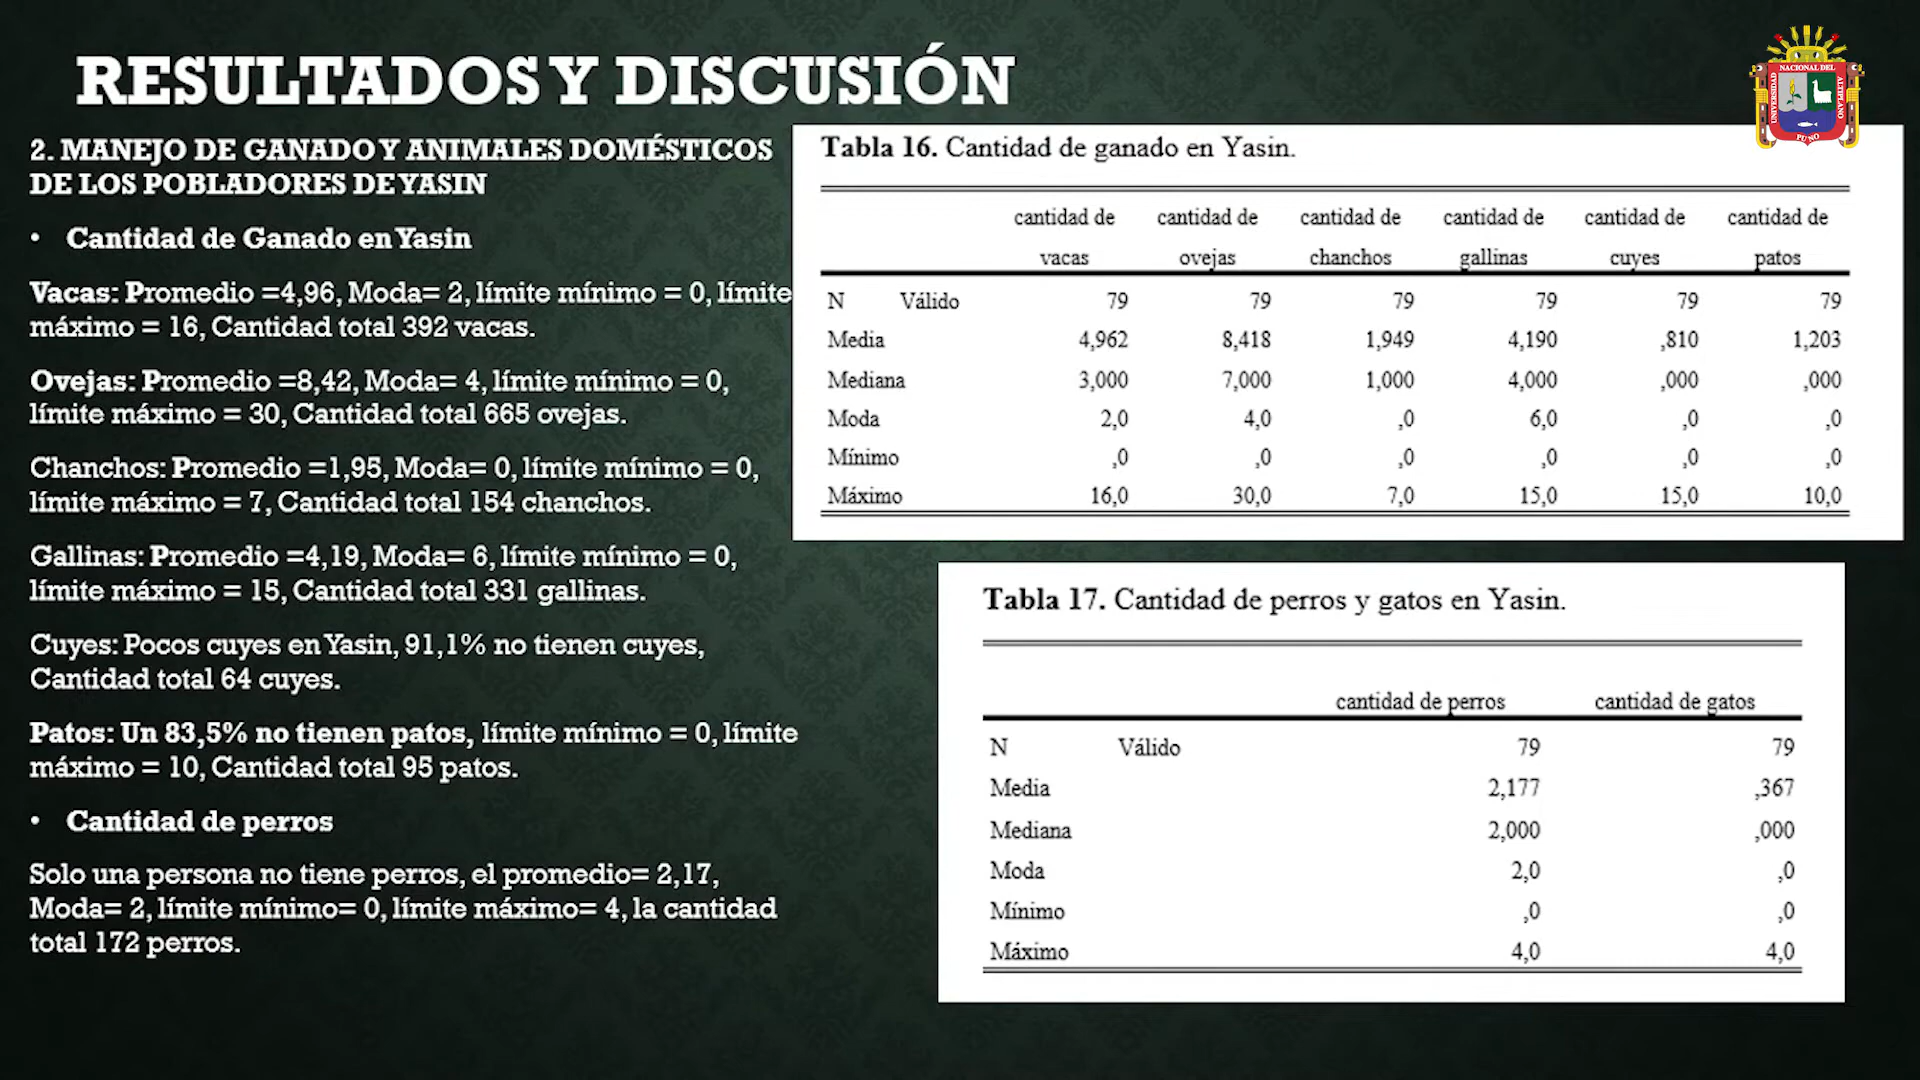 RESULTADOS Y DISCUSIÓN
2. MANEJO DE GANADO Y ANIMALES DOMÉSTICOS
DE LOS POBLADORES DE YASIN
• Cantidad de Ganado en Yasin
Vacas: Promedio =4,96, Moda= 2, límite mínimo = 0, límite
máximo = 16, Cantidad total 392 vacas.
Ovejas: Promedio =8,42, Moda= 4, límite mínimo = 0,
límite máximo = 30, Cantidad total 665 ovejas.
Chanchos: Promedio =1,95, Moda= 0, límite mínimo = 0,
límite máximo = 7, Cantidad total 154 chanchos.
Gallinas: Promedio =4,19, Moda= 6, límite mínimo = 0,
límite máximo = 15, Cantidad total 331 gallinas.
Cuyes: Pocos cuyes en Yasin, 91,1% no tienen cuyes,
Cantidad total 64 cuyes.
Patos: Un 83,5% no tienen patos, límite mínimo = 0, límite
máximo = 10, Cantidad total 95 patos.
• Cantidad de perros
Solo una persona no tiene perros, el promedio= 2,17,
Moda= 2, límite mínimo= 0, límite máximo= 4, la cantidad
total 172 perros.
UNIVERSIDAD NACIONAL DEL ALTIPLANO
PUNO
Tabla 16. Cantidad de ganado en Yasin.
cantidad de cantidad de cantidad de cantidad de cantidad de cantidad de
vacas ovejas chanchos gallinas cuyes patos
N Válido 79 79 79 79 79 79
Media 4,962 8,418 1,949 4,190 ,810 1,203
Mediana 3,000 7,000 1,000 4,000 ,000 ,000
Moda 2,0 4,0 ,0 6,0 ,0 ,0
Mínimo ,0 ,0 ,0 ,0 ,0 ,0
Máximo 16,0 30,0 7,0 15,0 15,0 10,0
Tabla 17. Cantidad de perros y gatos en Yasin.
cantidad de perros cantidad de gatos
N Válido 79 79
Media 2,177 ,367
Mediana 2,000 ,000
Moda 2,0 ,0
Mínimo ,0 ,0
Máximo 4,0 4,0